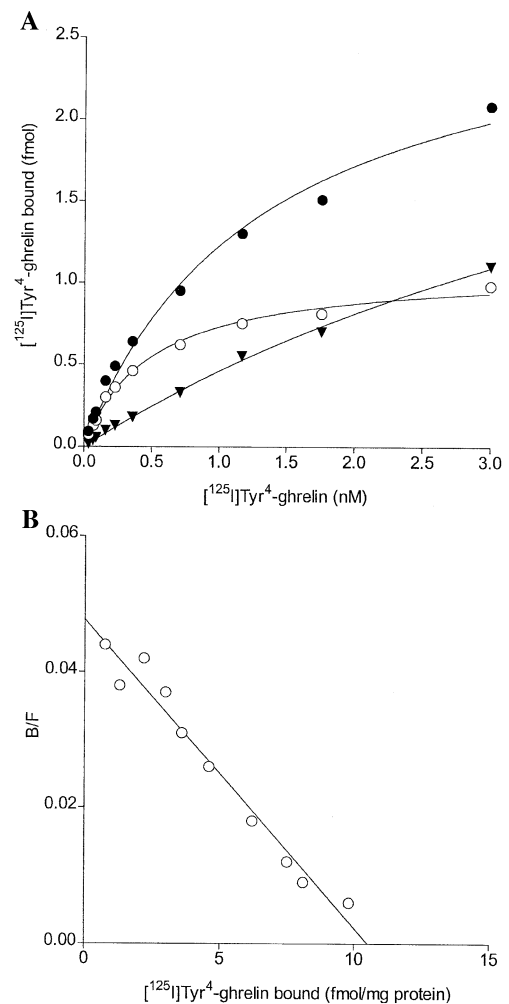 A
2.5
2.0
1.5
1.0
0.5
0.0
[¹²⁵I]Tyr⁴-ghrelin bound (fmol)
0.0 0.5 1.0 1.5 2.0 2.5 3.0
[¹²⁵I]Tyr⁴-ghrelin (nM)
B
0.06
0.04
0.02
0.00
B/F
0 5 10 15
[¹²⁵I]Tyr⁴-ghrelin bound (fmol/mg protein)